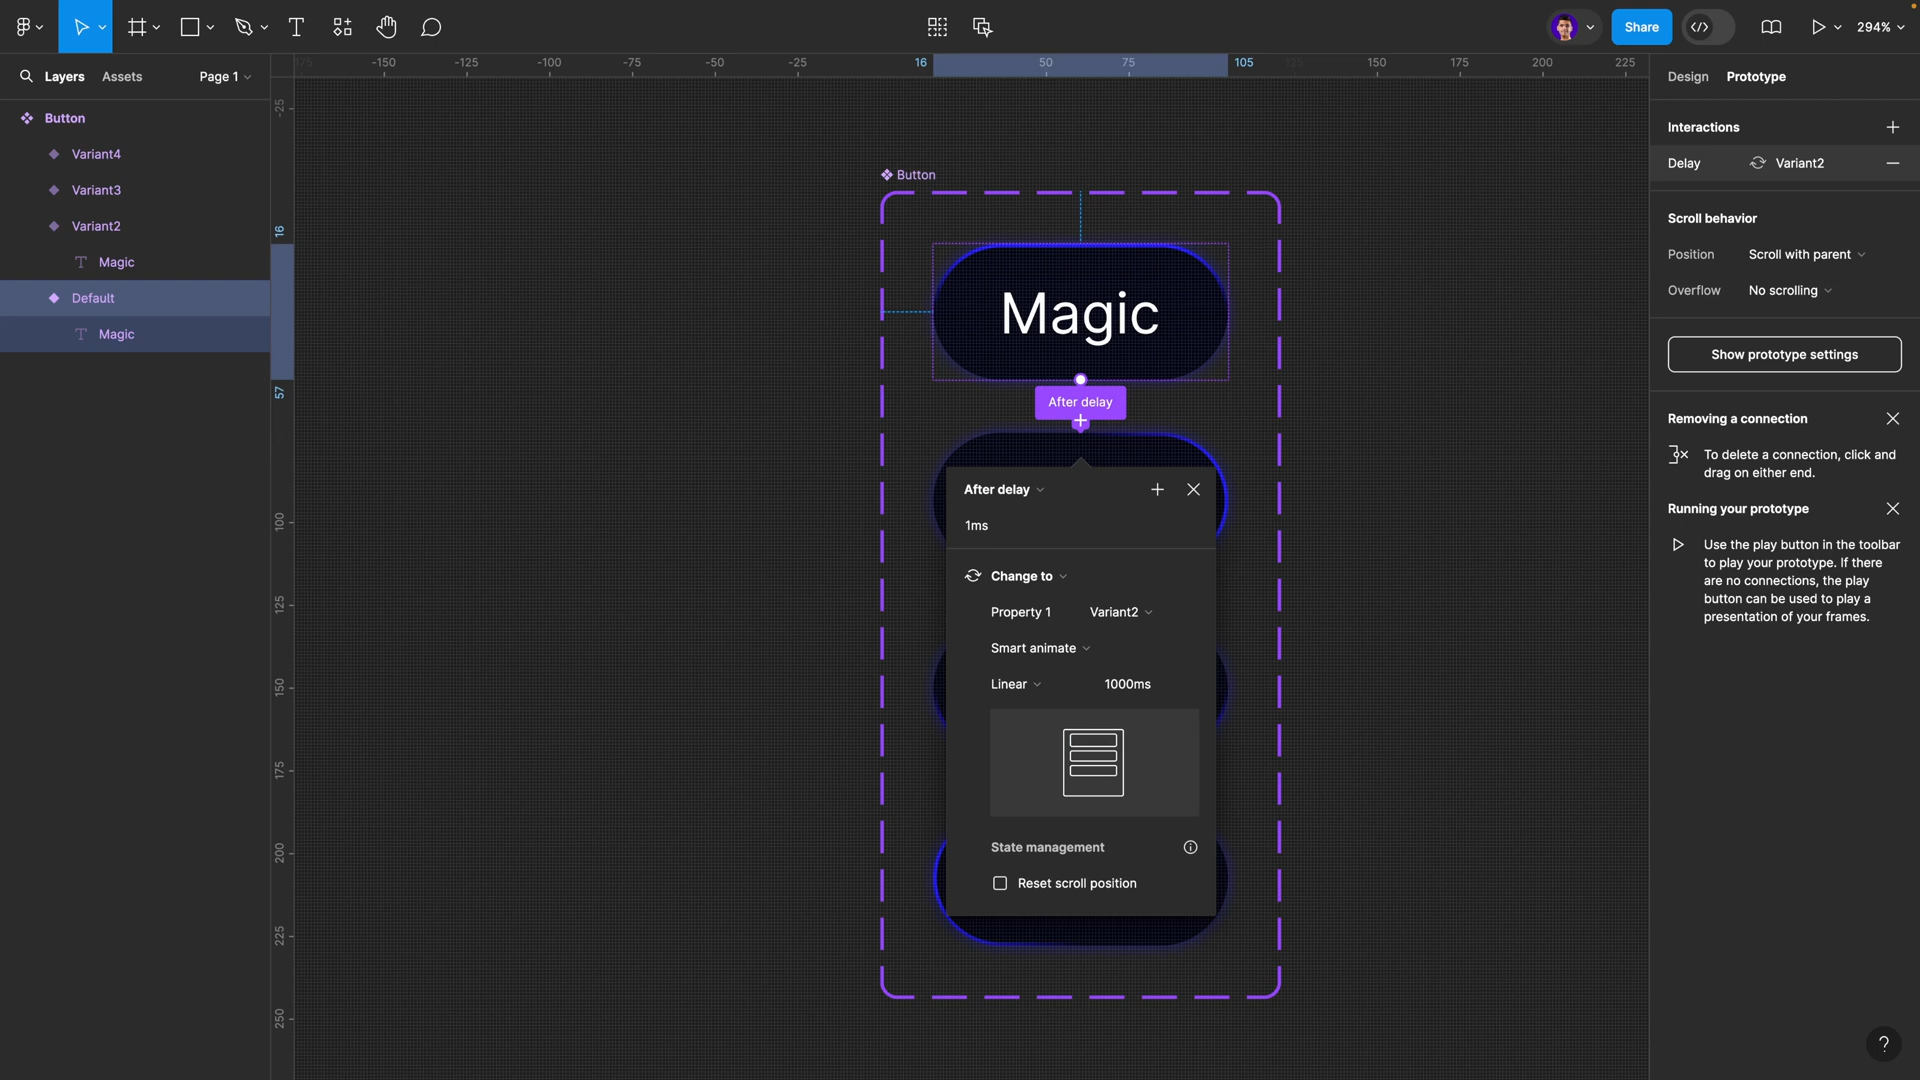 Share
294%
Layers
Assets
Page 1
-150
-125
-100
-75
-50
-25
16
50
75
105
125
150
175
200
225
Design
Prototype
Button
Variant4
Variant3
Variant2
Magic
Default
Magic
-25
16
57
100
125
150
175
200
225
250
Button
Magic
After delay
After delay
1ms
Change to
Property 1
Variant2
Smart animate
Linear
1000ms
State management
Reset scroll position
Interactions
Delay
Variant2
Scroll behavior
Position
Scroll with parent
Overflow
No scrolling
Show prototype settings
Removing a connection
To delete a connection, click and
drag on either end.
Running your prototype
Use the play button in the toolbar
to play your prototype. If there
are no connections, the play
button can be used to play a
presentation of your frames.
?